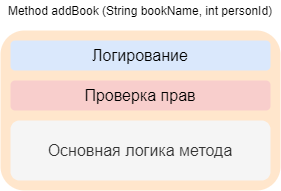 Method addBook (String bookName, int personId)
Логирование
Проверка прав
Основная логика метода